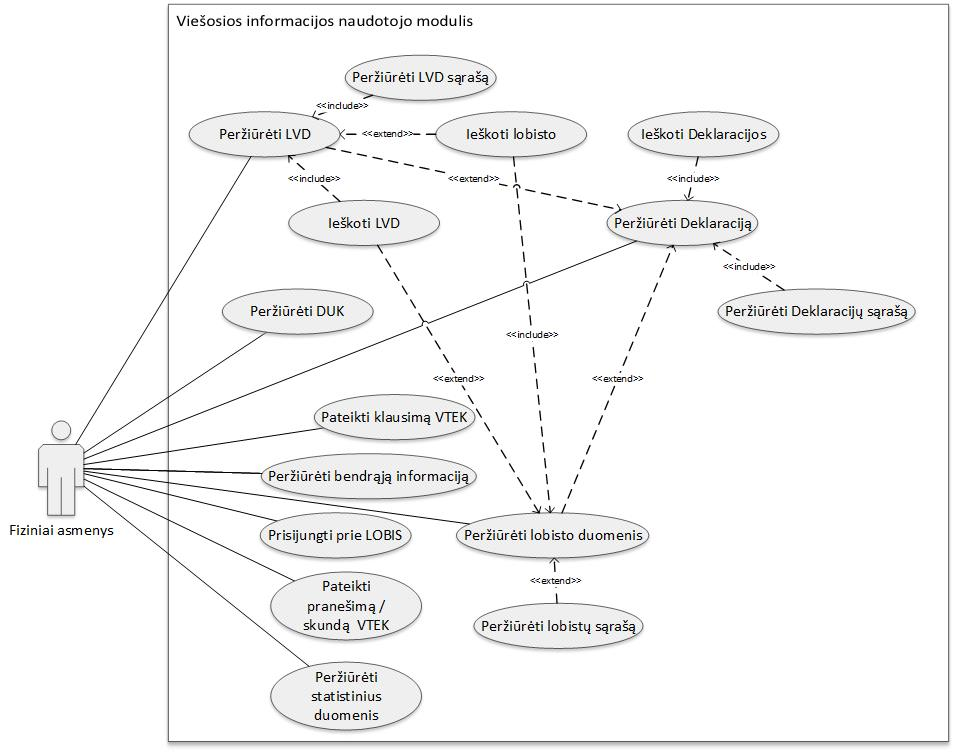 Viešosios informacijos naudotojo modulis
Peržiūrėti LVD sąrašą
<<include>>
Peržiūrėti LVD
<<extend>>
Ieškoti lobisto
Ieškoti Deklaracijos
<<include>>
<<extend>>
<<include>>
Ieškoti LVD
Peržiūrėti Deklaraciją
<<include>>
Peržiūrėti DUK
Peržiūrėti Deklaracijų sąrašą
<<include>>
<<extend>>
<<extend>>
Pateikti klausimą VTEK
Peržiūrėti bendrąją informaciją
Fiziniai asmenys
Prisijungti prie LOBIS
Peržiūrėti lobisto duomenis
<<extend>>
Pateikti
pranešimą /
skundą VTEK
Peržiūrėti lobistų sąrašą
Peržiūrėti
statistinius
duomenis